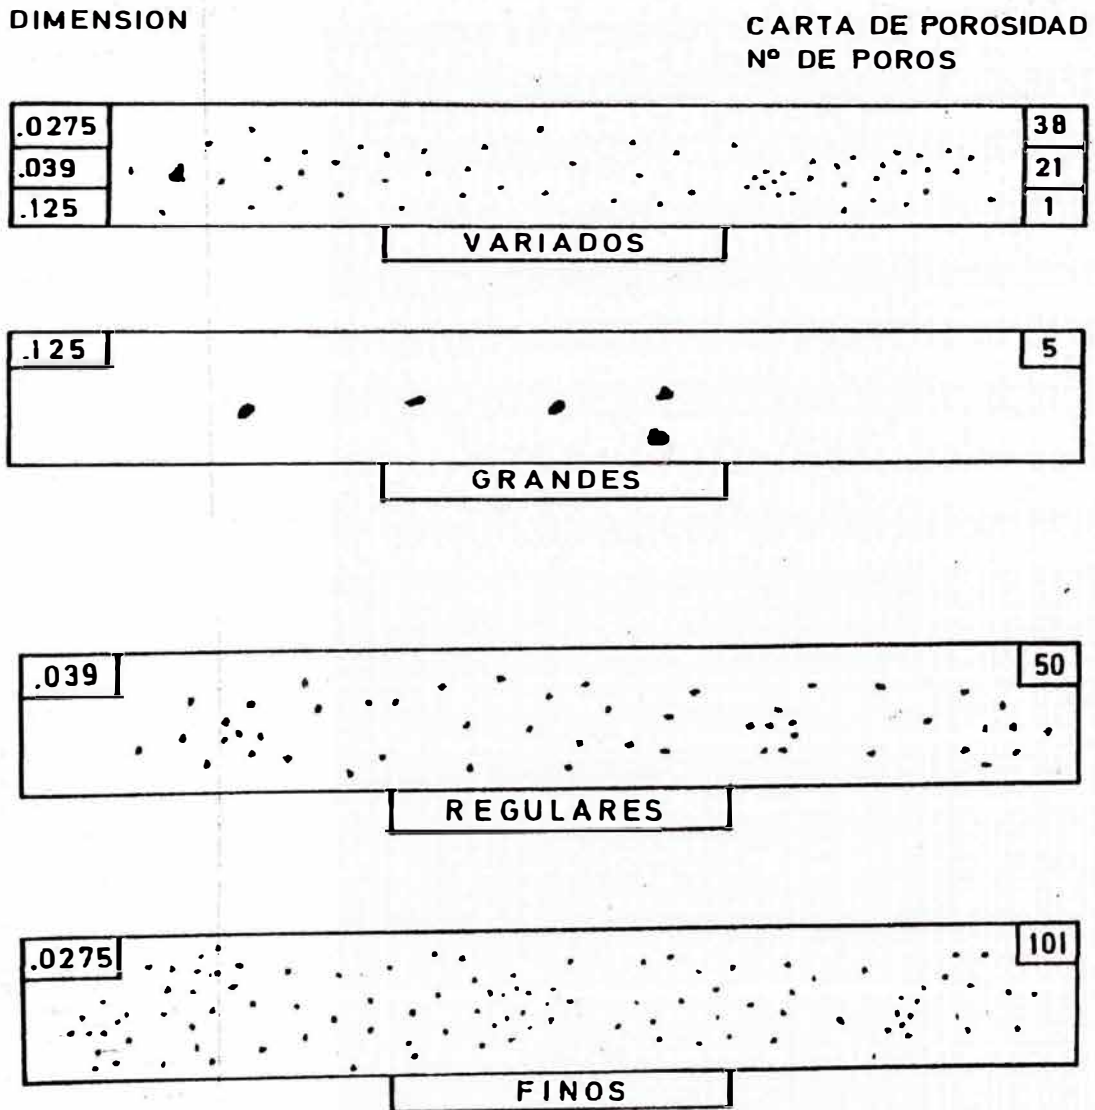 DIMENSION
CARTA DE POROSIDAD
Nº DE POROS
.0275
38
.039
21
.125
1
VARIADOS
.125
5
GRANDES
.039
50
REGULARES
.0275
101
FINOS